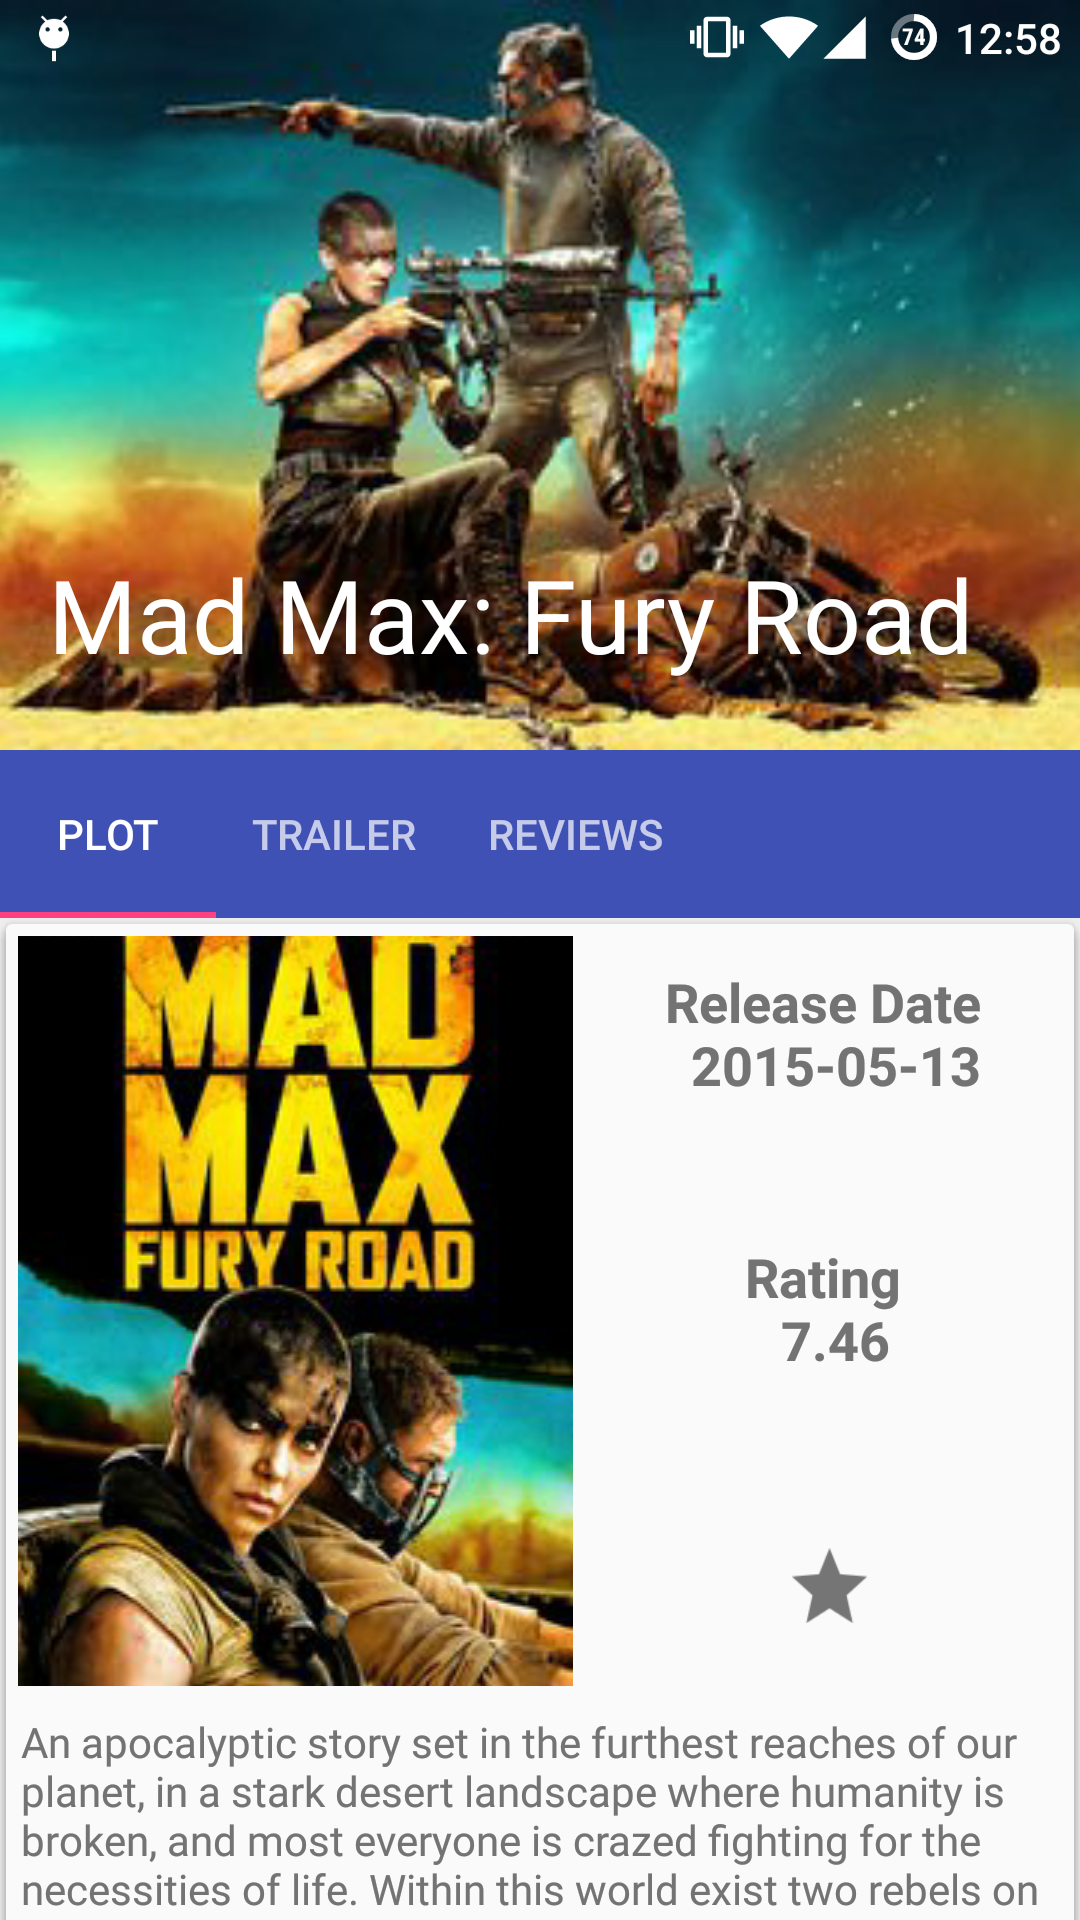 74 12:58
Mad Max: Fury Road
PLOT TRAILER REVIEWS
MAD
MAX
FURY ROAD
Release Date
2015-05-13
Rating
7.46
An apocalyptic story set in the furthest reaches of our
planet, in a stark desert landscape where humanity is
broken, and most everyone is crazed fighting for the
necessities of life. Within this world exist two rebels on